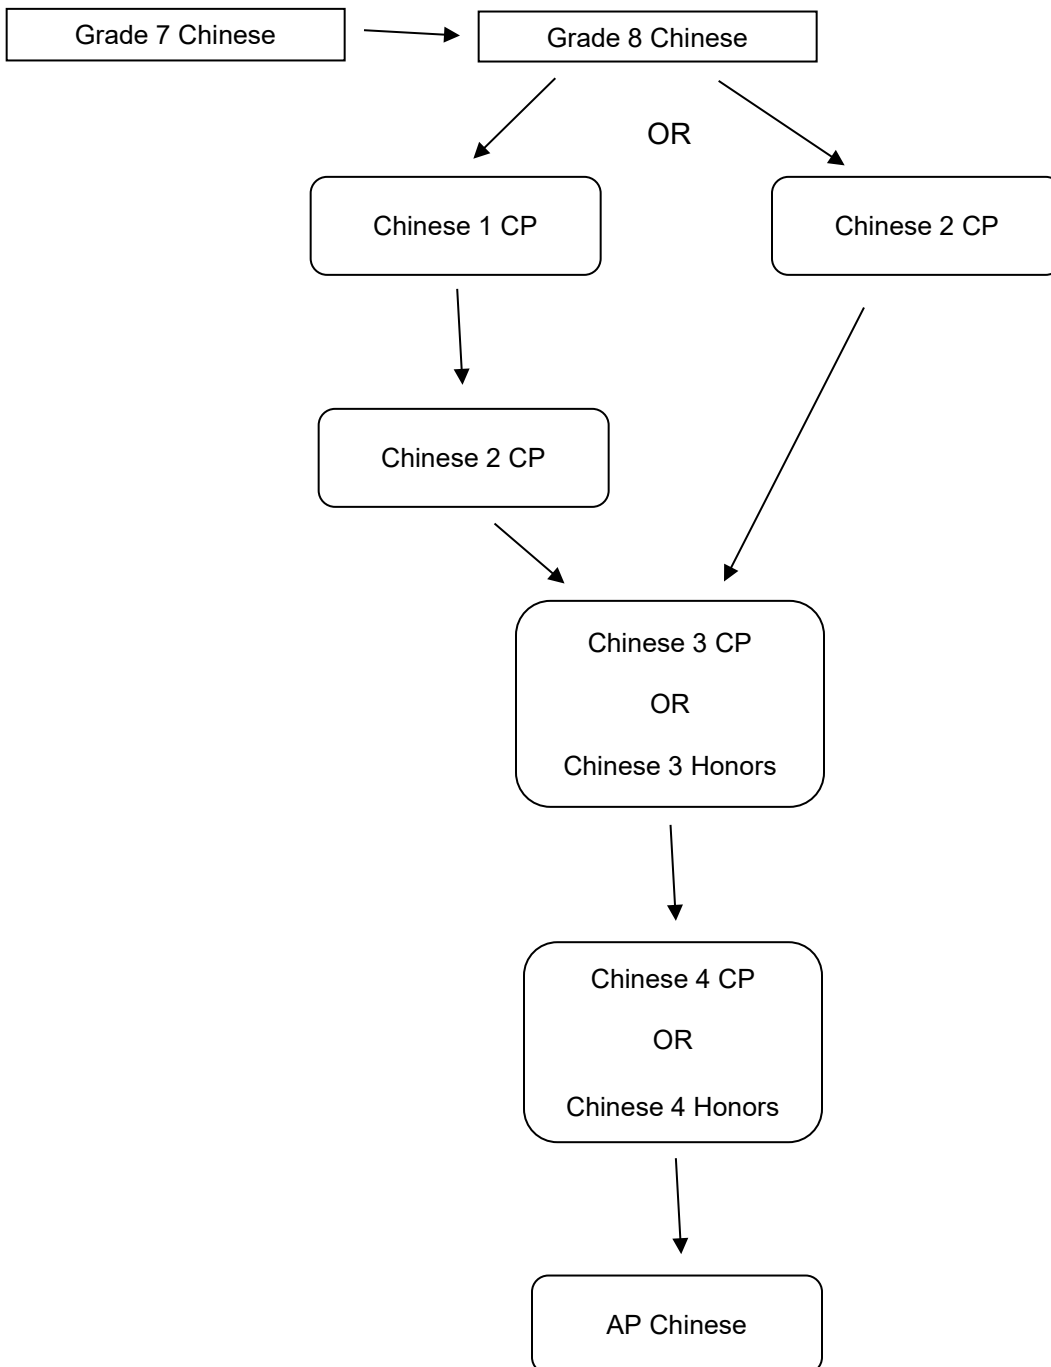 Grade 7 Chinese
Grade 8 Chinese
OR
Chinese 1 CP
Chinese 2 CP
Chinese 2 CP
Chinese 3 CP
OR
Chinese 3 Honors
Chinese 4 CP
OR
Chinese 4 Honors
AP Chinese